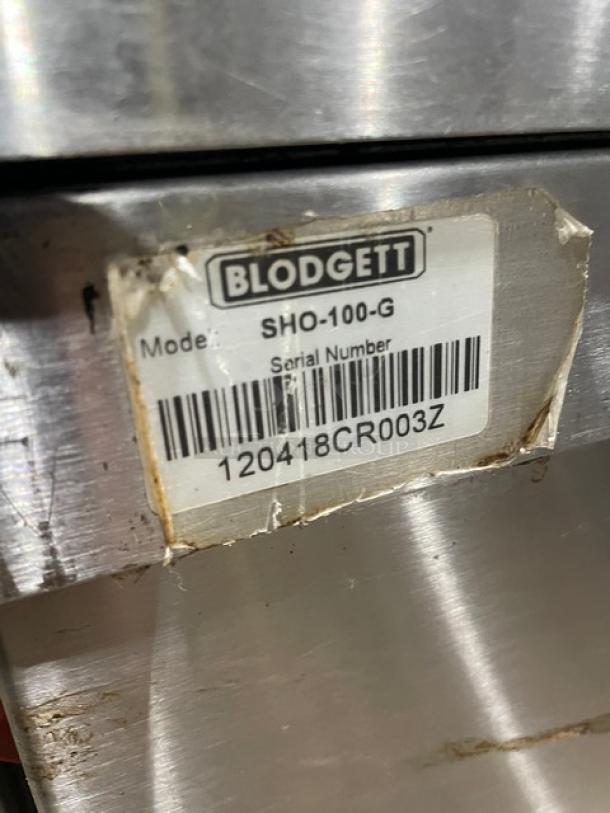 BLODGETT
Model: SHO-100-G
Serial Number
120418CR003Z